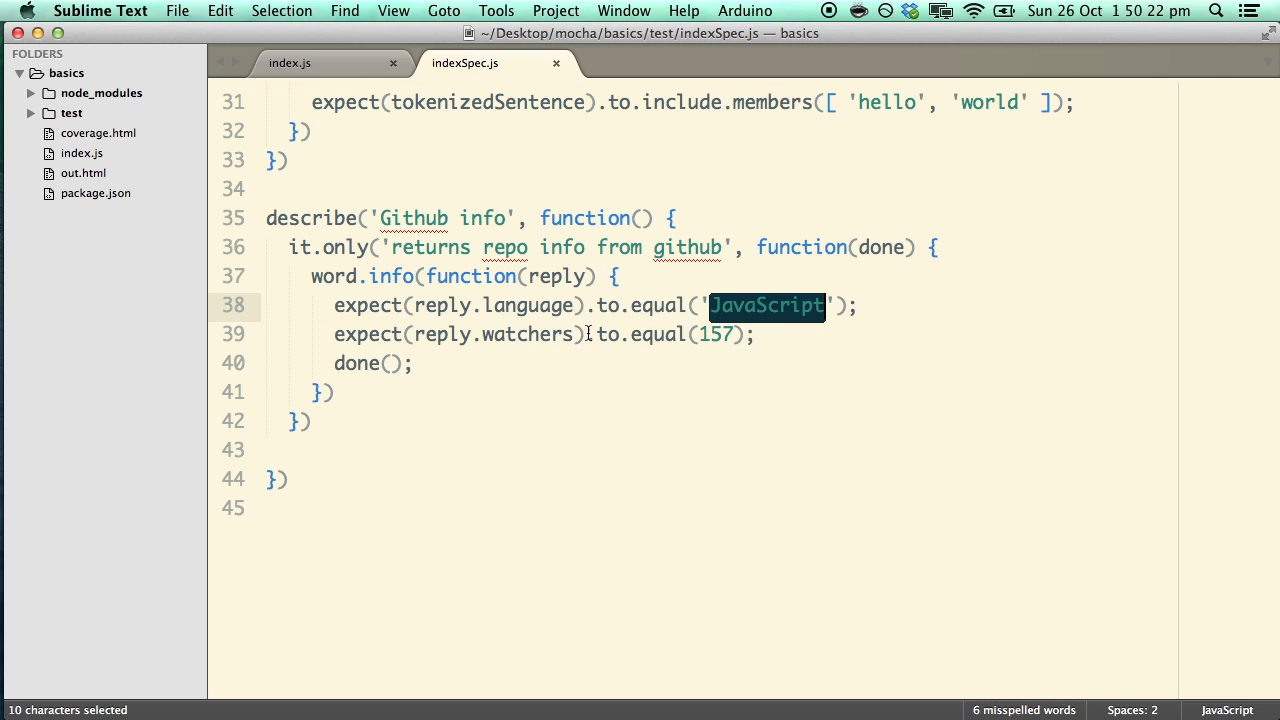 Sublime Text File Edit Selection Find View Goto Tools Project Window Help Arduino Sun 26 Oct 1 50 22 pm
~/Desktop/mocha/basics/test/indexSpec.js — basics
FOLDERS
basics
node_modules
test
coverage.html
index.js
out.html
package.json
index.js × indexSpec.js ×
31 expect(tokenizedSentence).to.include.members([ 'hello', 'world' ]);
32 })
33 })
34
35 describe('Github info', function() {
36 it.only('returns repo info from github', function(done) {
37 word.info(function(reply) {
38 expect(reply.language).to.equal('JavaScript');
39 expect(reply.watchers).to.equal(157);
40 done();
41 })
42 })
43
44 })
45
10 characters selected 6 misspelled words Spaces: 2 JavaScript